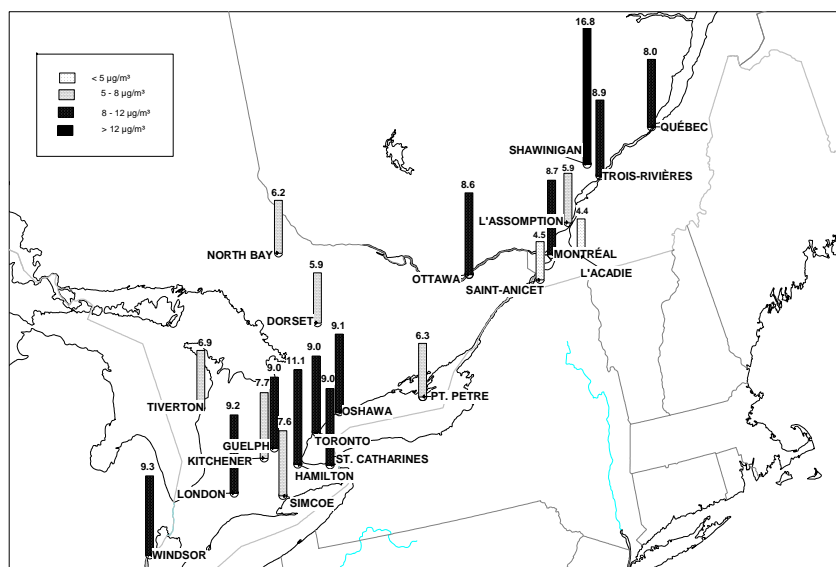 < 5 µg/m³
5 - 8 µg/m³
8 - 12 µg/m³
> 12 µg/m³
16.8
8.0
8.9
QUÉBEC
SHAWINIGAN
TROIS-RIVIÈRES
5.9
8.7
8.6
6.2
L'ASSOMPTION
4.4
4.5
NORTH BAY
MONTRÉAL
L'ACADIE
OTTAWA
SAINT-ANICET
5.9
DORSET
9.1
6.3
6.9
9.0
11.1
9.0
7.7
9.0
PT. PETRE
TIVERTON
OSHAWA
9.2
7.6
TORONTO
GUELPH
KITCHENER
ST. CATHARINES
9.3
HAMILTON
LONDON
SIMCOE
WINDSOR